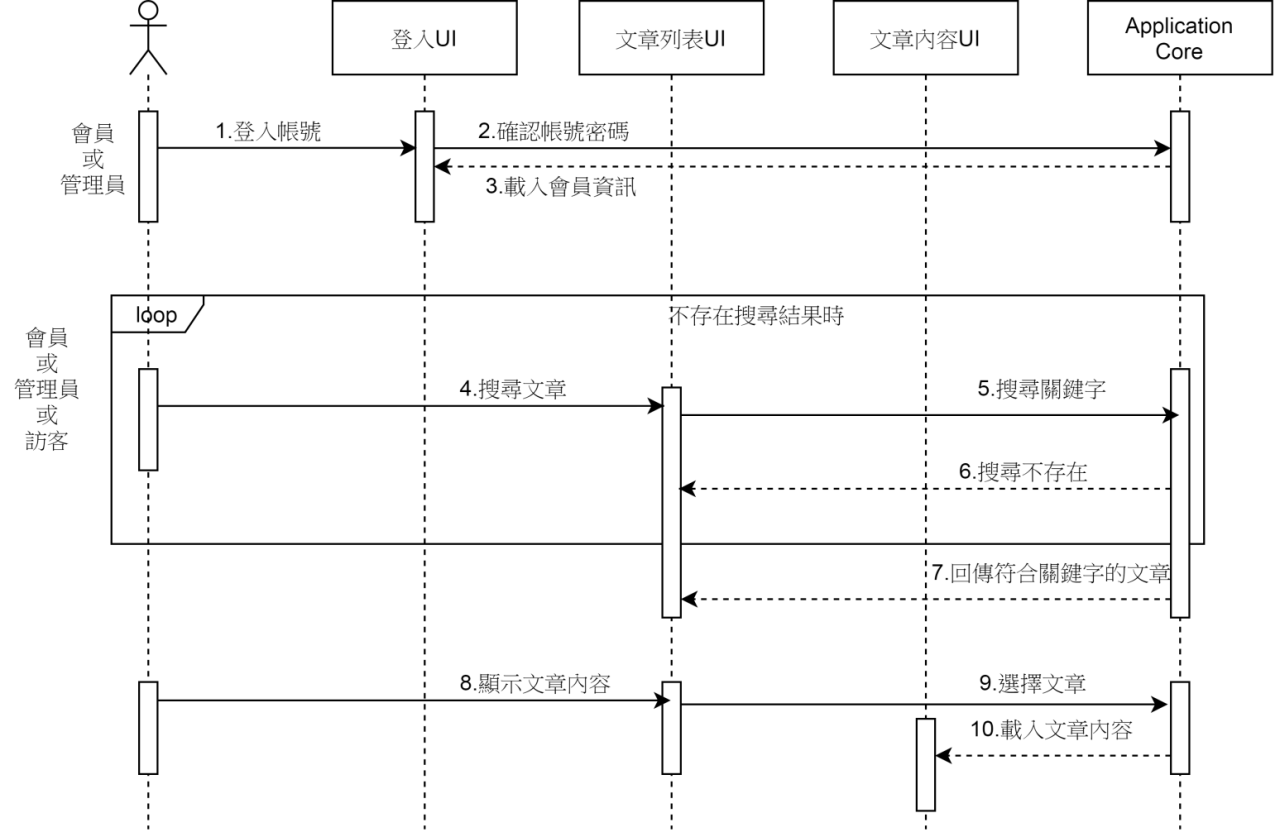 登入UI
文章列表UI
文章內容UI
Application
Core
會員
或
管理員
1.登入帳號
2.確認帳號密碼
3.載入會員資訊
loop
不存在搜尋結果時
會員
或
管理員
或
訪客
4.搜尋文章
5.搜尋關鍵字
6.搜尋不存在
7.回傳符合關鍵字的文章
8.顯示文章內容
9.選擇文章
10.載入文章內容